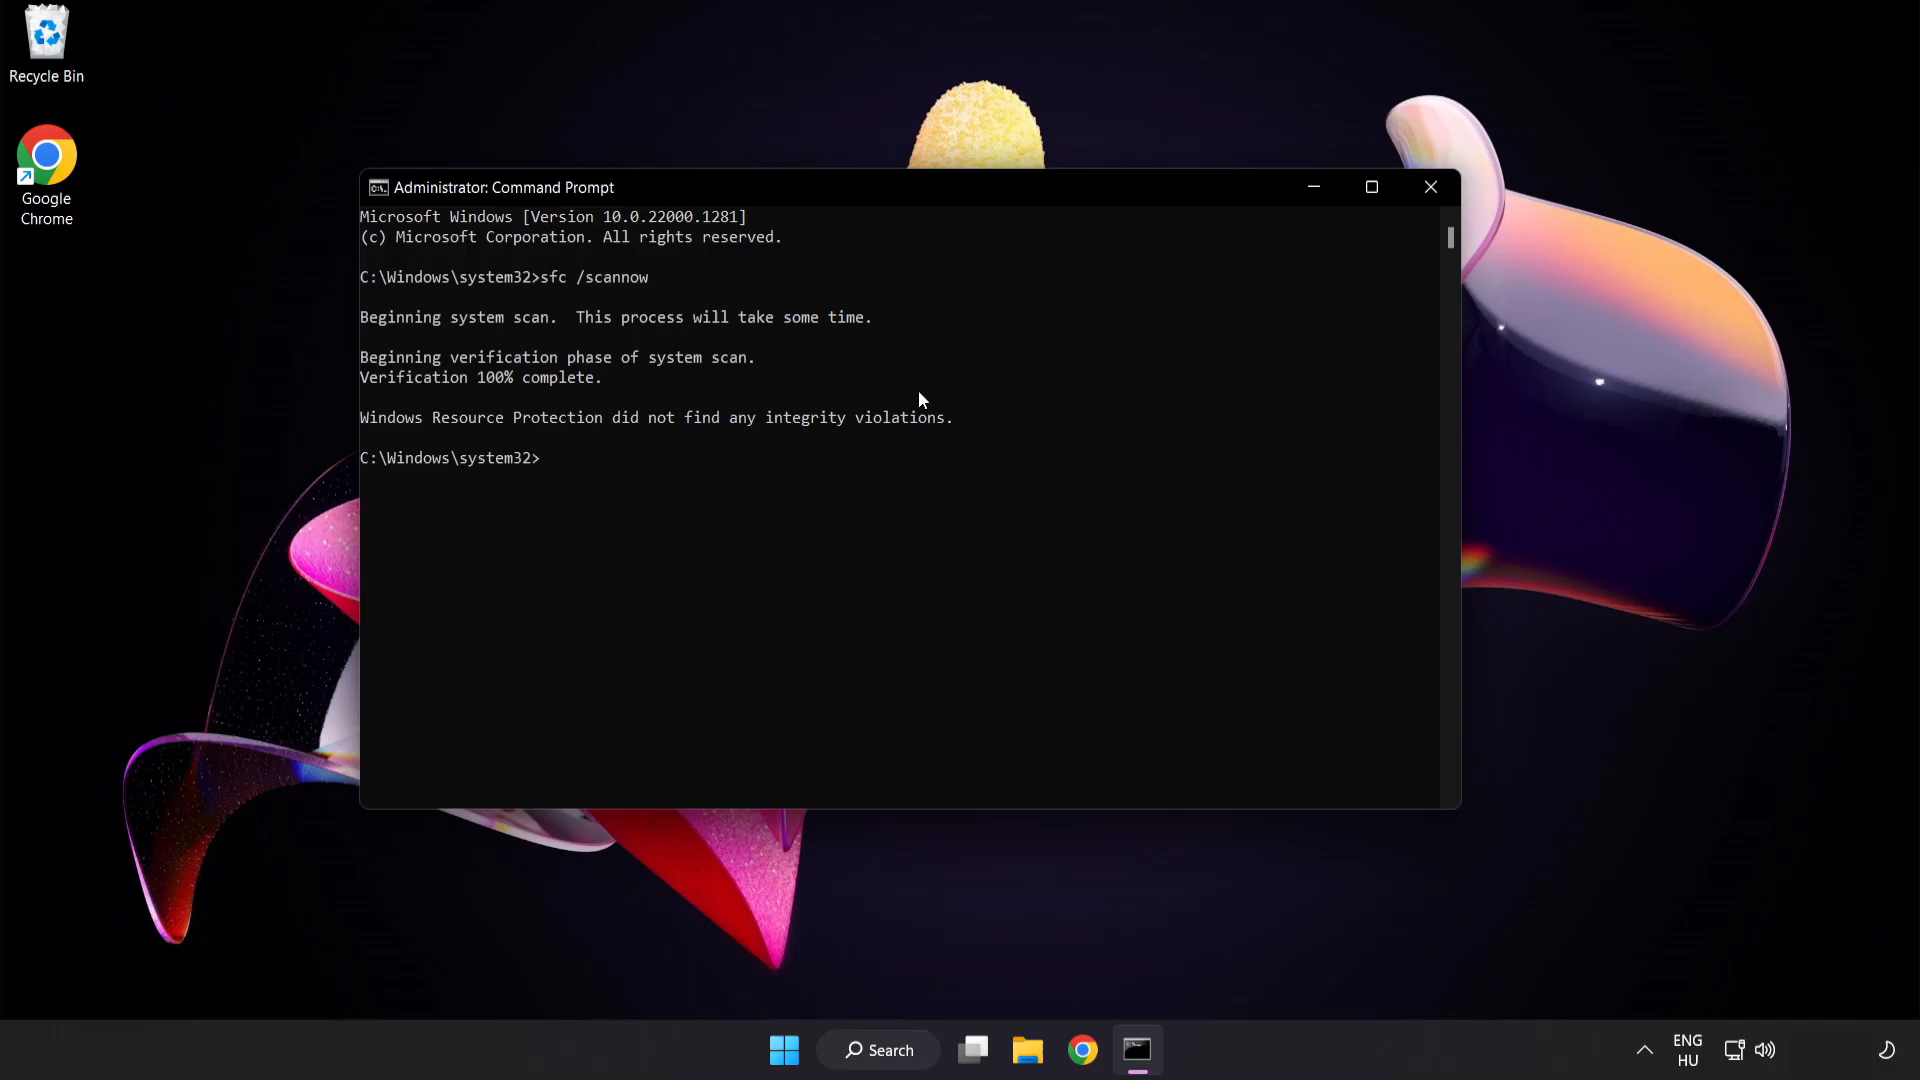 Recycle Bin
Google
Chrome
Administrator: Command Prompt
Microsoft Windows [Version 10.0.22000.1281]
(c) Microsoft Corporation. All rights reserved.
C:\Windows\system32>sfc /scannow
Beginning system scan.  This process will take some time.
Beginning verification phase of system scan.
Verification 100% complete.
Windows Resource Protection did not find any integrity violations.
C:\Windows\system32>
Search
ENG
HU